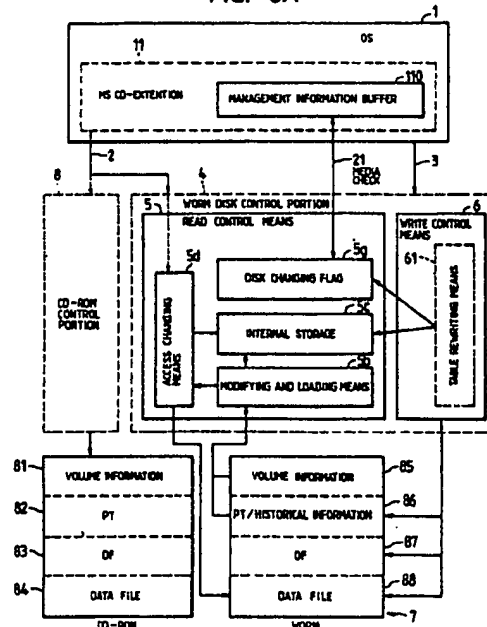 1
OS
11
MS CD-EXTENTION
110
MANAGEMENT INFORMATION BUFFER
2
21
MEDIA
CHECK
3
8
4
WORM DISK CONTROL PORTION
5
READ CONTROL MEANS
6
WRITE CONTROL
MEANS
61
5d
5g
DISK CHANGING FLAG
CD-ROM
CONTROL
PORTION
ACCESS CHANGING
MEANS
5c
INTERNAL STORAGE
5b
MODIFYING AND LOADING MEANS
TABLE REWRITING MEANS
81
VOLUME INFORMATION
82
PT
83
DF
84
DATA FILE
CD-ROM
VOLUME INFORMATION
85
PT/HISTORICAL INFORMATION
86
DF
87
DATA FILE
88
WORM
7